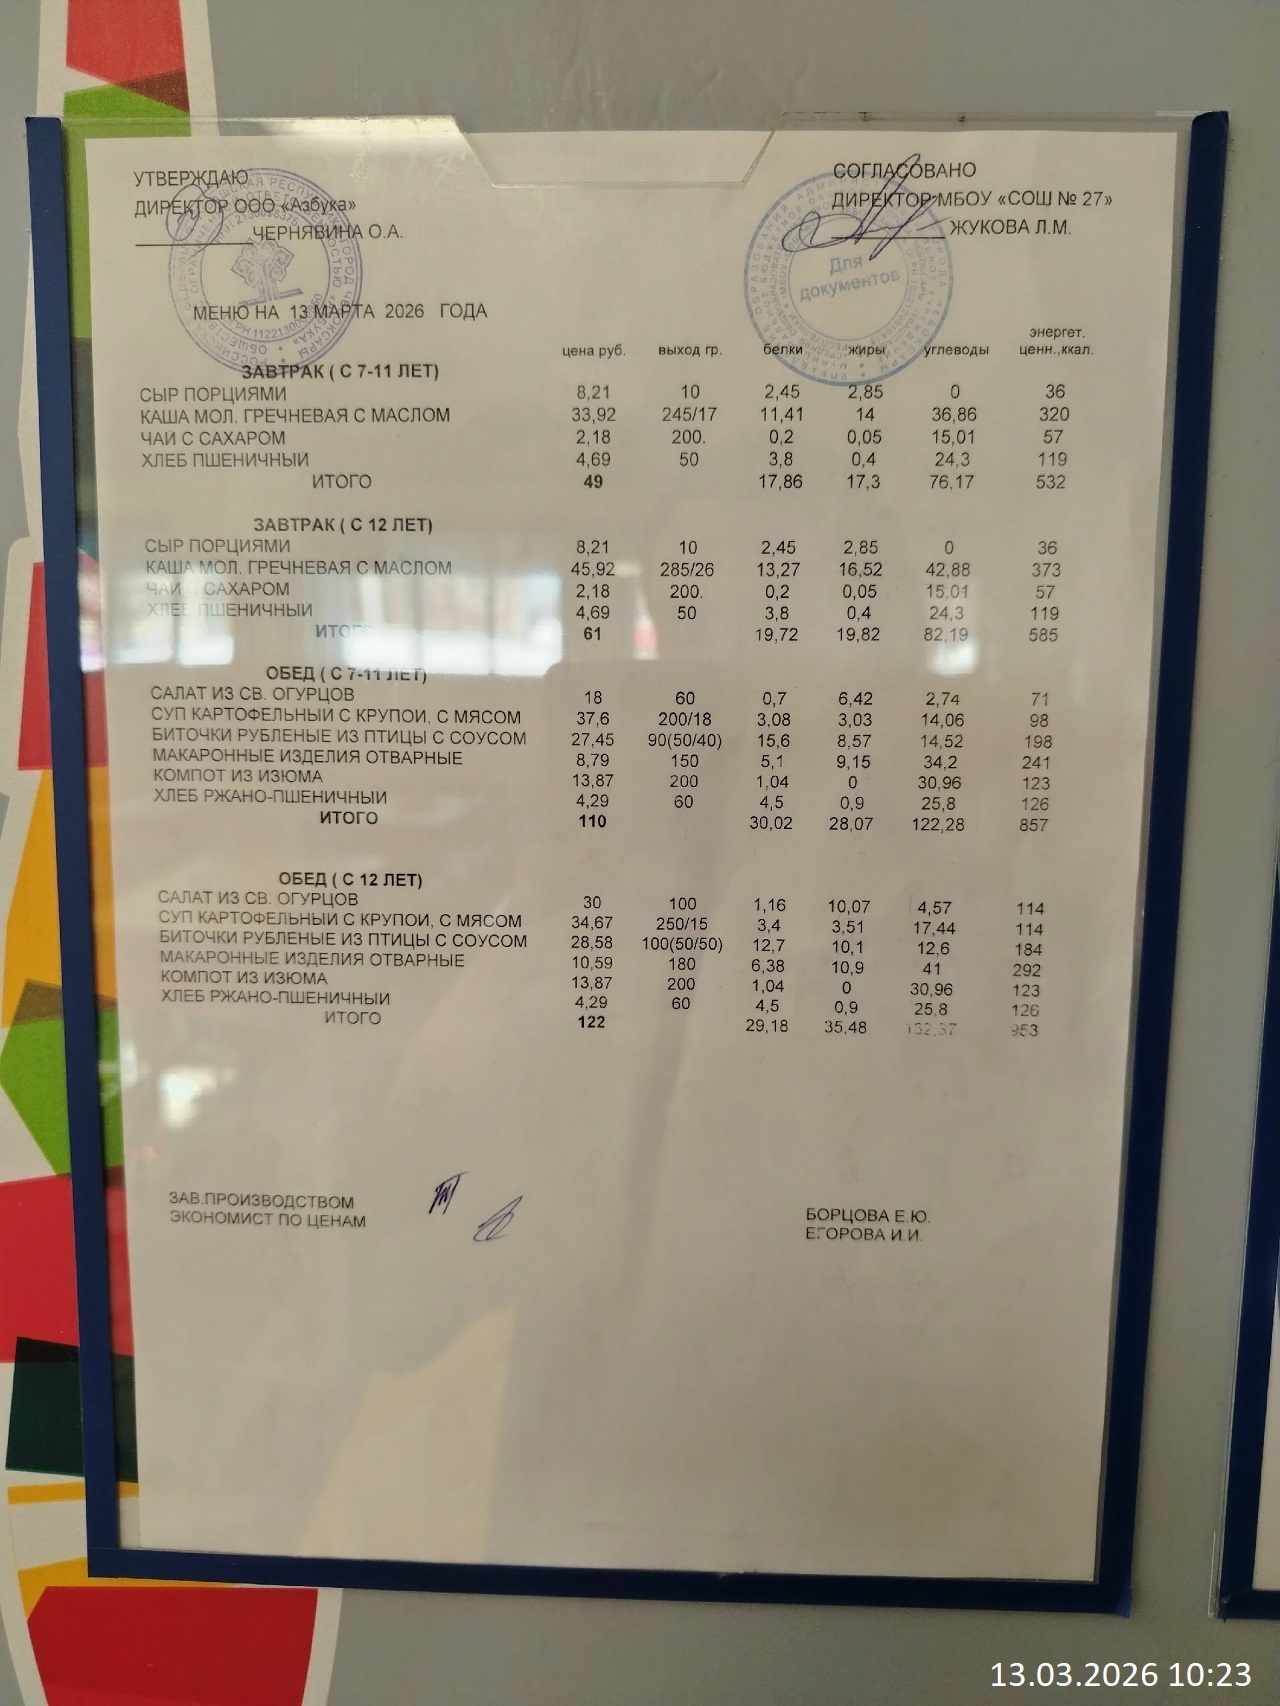 УТВЕРЖДАЮ
ДИРЕКТОР ООО «Азбука»
ЧЕРНЯВИНА О.А.
СОГЛАСОВАНО
ДИРЕКТОР МБОУ «СОШ № 27»
ЖУКОВА Л.М.
Для
документов
МЕНЮ НА 13 МАРТА 2026 ГОДА
цена руб. выход гр. белки жиры углеводы энергет. ценн.,ккал.
ЗАВТРАК ( С 7-11 ЛЕТ)
СЫР ПОРЦИЯМИ 8,21 10 2,45 2,85 0 36
КАША МОЛ. ГРЕЧНЕВАЯ С МАСЛОМ 33,92 245/17 11,41 14 36,86 320
ЧАЙ С САХАРОМ 2,18 200. 0,2 0,05 15,01 57
ХЛЕБ ПШЕНИЧНЫЙ 4,69 50 3,8 0,4 24,3 119
ИТОГО 49 17,86 17,3 76,17 532
ЗАВТРАК ( С 12 ЛЕТ)
СЫР ПОРЦИЯМИ 8,21 10 2,45 2,85 0 36
КАША МОЛ. ГРЕЧНЕВАЯ С МАСЛОМ 45,92 285/26 13,27 16,52 42,88 373
ЧАЙ С САХАРОМ 2,18 200. 0,2 0,05 15,01 57
ХЛЕБ ПШЕНИЧНЫЙ 4,69 50 3,8 0,4 24,3 119
ИТОГО 61 19,72 19,82 82,19 585
ОБЕД ( С 7-11 ЛЕТ)
САЛАТ ИЗ СВ. ОГУРЦОВ 18 60 0,7 6,42 2,74 71
СУП КАРТОФЕЛЬНЫЙ С КРУПОЙ, С МЯСОМ 37,6 200/18 3,08 3,03 14,06 98
БИТОЧКИ РУБЛЕНЫЕ ИЗ ПТИЦЫ С СОУСОМ 27,45 90(50/40) 15,6 8,57 14,52 198
МАКАРОННЫЕ ИЗДЕЛИЯ ОТВАРНЫЕ 8,79 150 5,1 9,15 34,2 241
КОМПОТ ИЗ ИЗЮМА 13,87 200 1,04 0 30,96 123
ХЛЕБ РЖАНО-ПШЕНИЧНЫЙ 4,29 60 4,5 0,9 25,8 126
ИТОГО 110 30,02 28,07 122,28 857
ОБЕД ( С 12 ЛЕТ)
САЛАТ ИЗ СВ. ОГУРЦОВ 30 100 1,16 10,07 4,57 114
СУП КАРТОФЕЛЬНЫЙ С КРУПОЙ, С МЯСОМ 34,67 250/15 3,4 3,51 17,44 114
БИТОЧКИ РУБЛЕНЫЕ ИЗ ПТИЦЫ С СОУСОМ 28,58 100(50/50) 12,7 10,1 12,6 184
МАКАРОННЫЕ ИЗДЕЛИЯ ОТВАРНЫЕ 10,59 180 6,38 10,9 41 292
КОМПОТ ИЗ ИЗЮМА 13,87 200 1,04 0 30,96 123
ХЛЕБ РЖАНО-ПШЕНИЧНЫЙ 4,29 60 4,5 0,9 25,8 126
ИТОГО 122 29,18 35,48 132,37 953
ЗАВ.ПРОИЗВОДСТВОМ БОРЦОВА Е.Ю.
ЭКОНОМИСТ ПО ЦЕНАМ ЕГОРОВА И.И.
13.03.2026 10:23